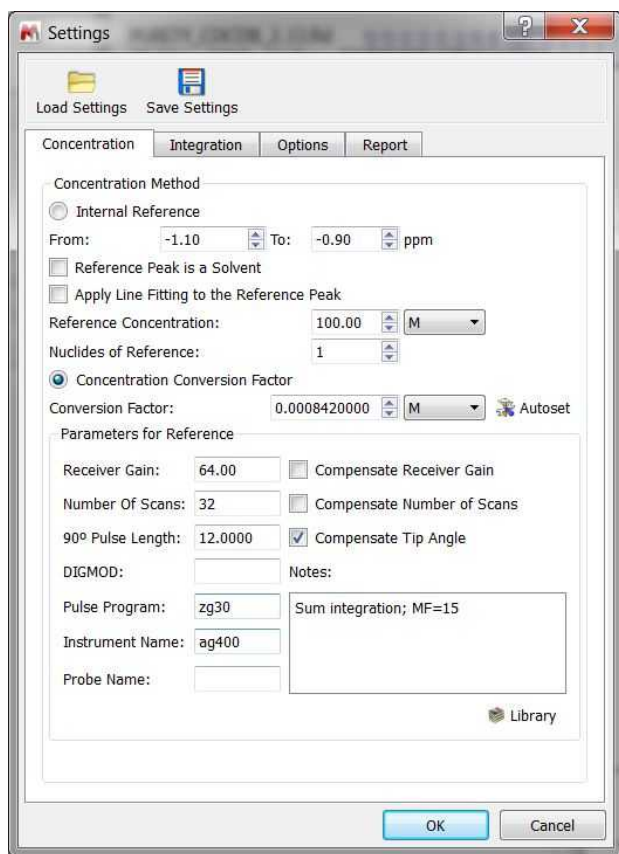 Settings
?
Load Settings Save Settings
Concentration Integration Options Report
Concentration Method
Internal Reference
From: -1.10 To: -0.90 ppm
Reference Peak is a Solvent
Apply Line Fitting to the Reference Peak
Reference Concentration: 100.00 M
Nuclides of Reference: 1
Concentration Conversion Factor
Conversion Factor: 0.0008420000 M Autoset
Parameters for Reference
Receiver Gain: 64.00 Compensate Receiver Gain
Number Of Scans: 32 Compensate Number of Scans
90º Pulse Length: 12.0000 Compensate Tip Angle
DIGMOD: Notes:
Pulse Program: zg30 Sum integration; MF=15
Instrument Name: ag400
Probe Name:
Library
OK Cancel